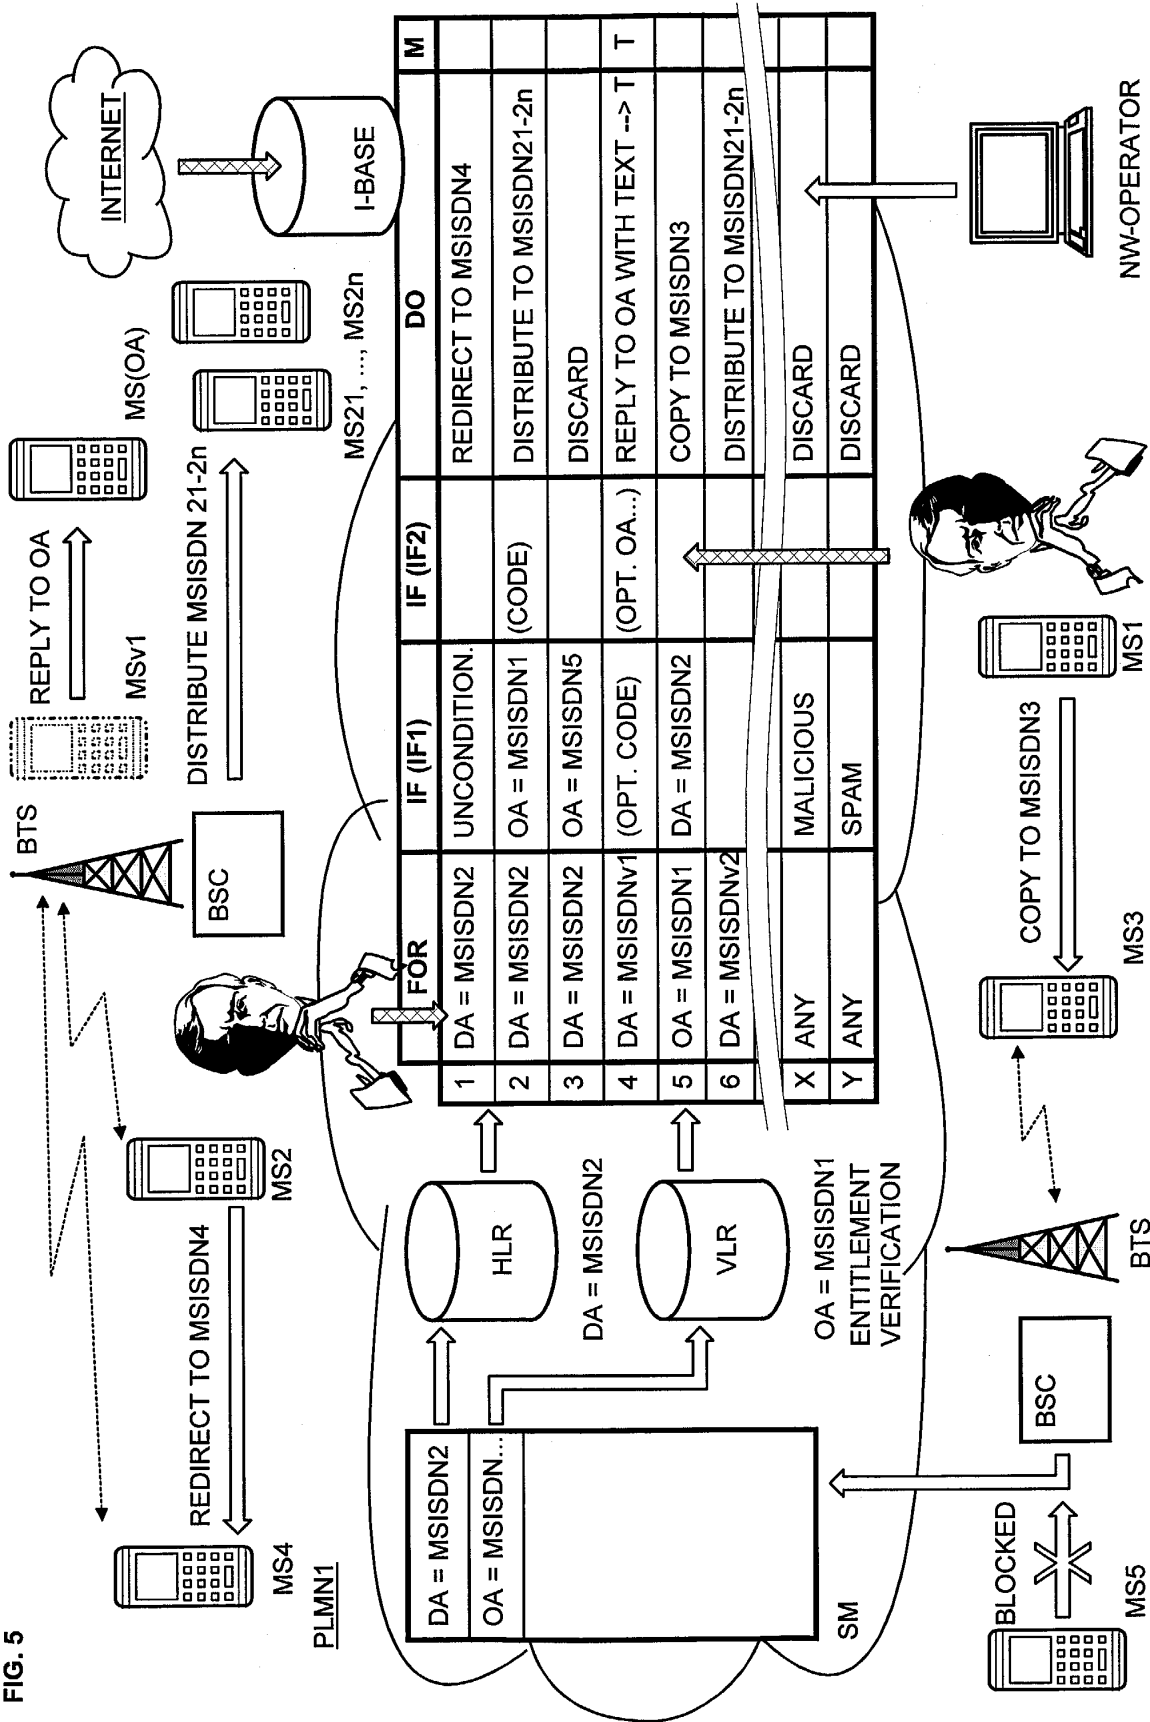 FIG. 5
INTERNET
I-BASE
BTS
BSC
MSv1
REPLY TO OA
MS(OA)
DISTRIBUTE MSISDN 21-2n
MS21, ..., MS2n
MS4
REDIRECT TO MSISDN4
MS2
PLMN1
FOR IF (IF1) IF (IF2) DO M
1 DA = MSISDN2 UNCONDITION. REDIRECT TO MSISDN4
2 DA = MSISDN2 OA = MSISDN1 (CODE) DISTRIBUTE TO MSISDN21-2n
3 DA = MSISDN2 OA = MSISDN5 DISCARD
4 DA = MSISDNv1 (OPT. CODE) (OPT. OA...) REPLY TO OA WITH TEXT --> T T
5 OA = MSISDN1 DA = MSISDN2 COPY TO MSISDN3
6 DA = MSISDNv2 DISTRIBUTE TO MSISDN21-2n
X ANY MALICIOUS DISCARD
Y ANY SPAM DISCARD
DA = MSISDN2
OA = MSISDN...
SM
HLR
DA = MSISDN2
VLR
OA = MSISDN1
ENTITLEMENT
VERIFICATION
MS5
BLOCKED
BSC
BTS
MS3
COPY TO MSISDN3
MS1
NW-OPERATOR